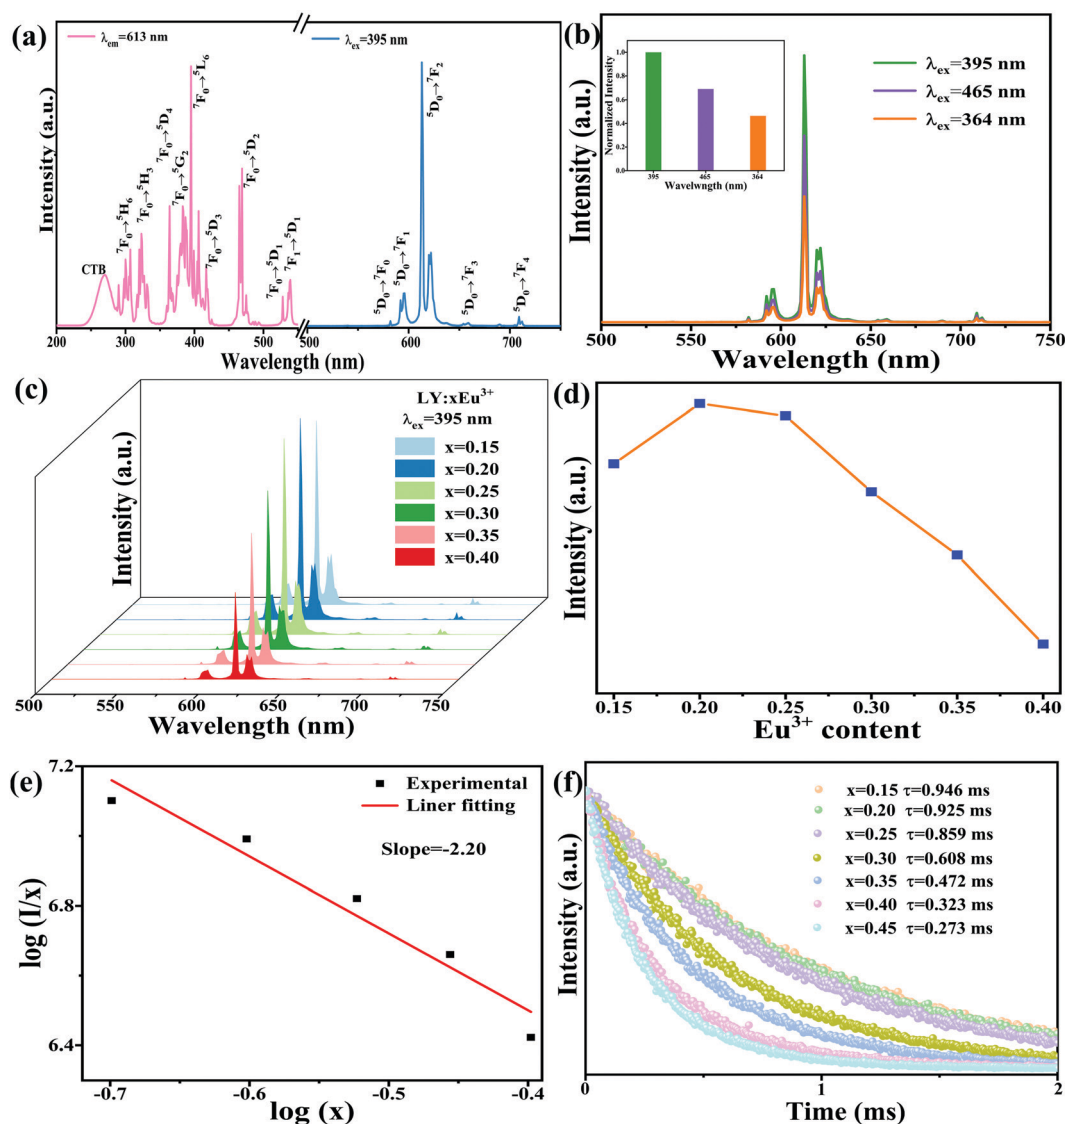 (a)
λem=613 nm
λex=395 nm
Intensity (a.u.)
CTB
⁷F₀→⁵H₆
⁷F₀→⁵H₃
⁷F₀→⁵D₄
⁷F₀→⁵G₂
⁷F₀→⁵L₆
⁷F₀→⁵D₃
⁷F₀→⁵D₂
⁷F₀→⁵D₁
⁷F₁→⁵D₁
⁵D₀→⁷F₀
⁵D₀→⁷F₁
⁵D₀→⁷F₂
⁵D₀→⁷F₃
⁵D₀→⁷F₄
200 250 300 350 400 450 500 600 700
Wavelength (nm) Wavelength (nm)
(b)
λex=395 nm
λex=465 nm
λex=364 nm
Normalized Intensity
1.0
0.8
0.6
0.4
0.2
0.0
395 465 364
Wavelwngth (nm)
Intensity (a.u.)
500 550 600 650 700 750
Wavelength (nm)
(c)
LY:xEu³⁺
λex=395 nm
x=0.15
x=0.20
x=0.25
x=0.30
x=0.35
x=0.40
Intensity (a.u.)
500 550 600 650 700 750
Wavelength (nm)
(d)
Intensity (a.u.)
0.15 0.20 0.25 0.30 0.35 0.40
Eu³⁺ content
(e)
Experimental
Liner fitting
Slope=-2.20
log (I/x)
7.2
6.8
6.4
-0.7 -0.6 -0.5 -0.4
log (x)
(f)
x=0.15 τ=0.946 ms
x=0.20 τ=0.925 ms
x=0.25 τ=0.859 ms
x=0.30 τ=0.608 ms
x=0.35 τ=0.472 ms
x=0.40 τ=0.323 ms
x=0.45 τ=0.273 ms
Intensity (a.u.)
0 1 2
Time (ms)